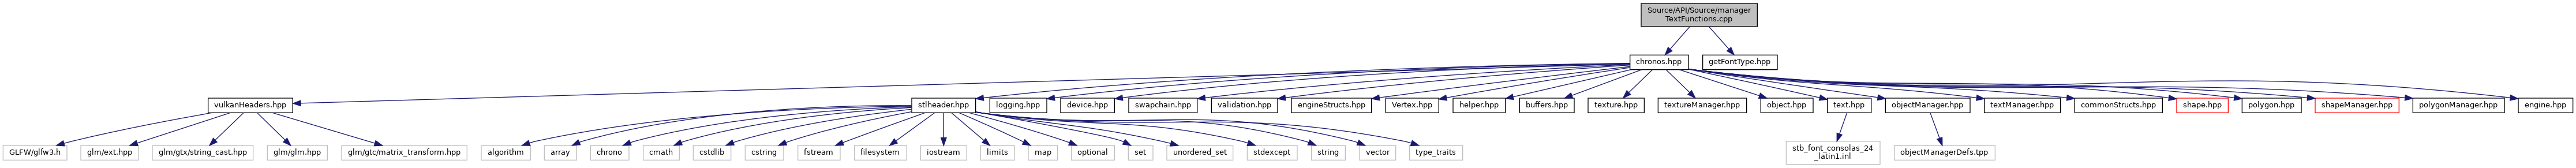 Source/API/Source/manager
TextFunctions.cpp
chronos.hpp
getFontType.hpp
vulkanHeaders.hpp
stlheader.hpp
logging.hpp
device.hpp
swapchain.hpp
validation.hpp
engineStructs.hpp
Vertex.hpp
helper.hpp
buffers.hpp
texture.hpp
textureManager.hpp
object.hpp
text.hpp
objectManager.hpp
textManager.hpp
commonStructs.hpp
shape.hpp
polygon.hpp
shapeManager.hpp
polygonManager.hpp
engine.hpp
GLFW/glfw3.h
glm/ext.hpp
glm/gtx/string_cast.hpp
glm/glm.hpp
glm/gtc/matrix_transform.hpp
algorithm
array
chrono
cmath
cstdlib
cstring
fstream
filesystem
iostream
limits
map
optional
set
unordered_set
stdexcept
string
vector
type_traits
stb_font_consolas_24
_latin1.inl
objectManagerDefs.tpp